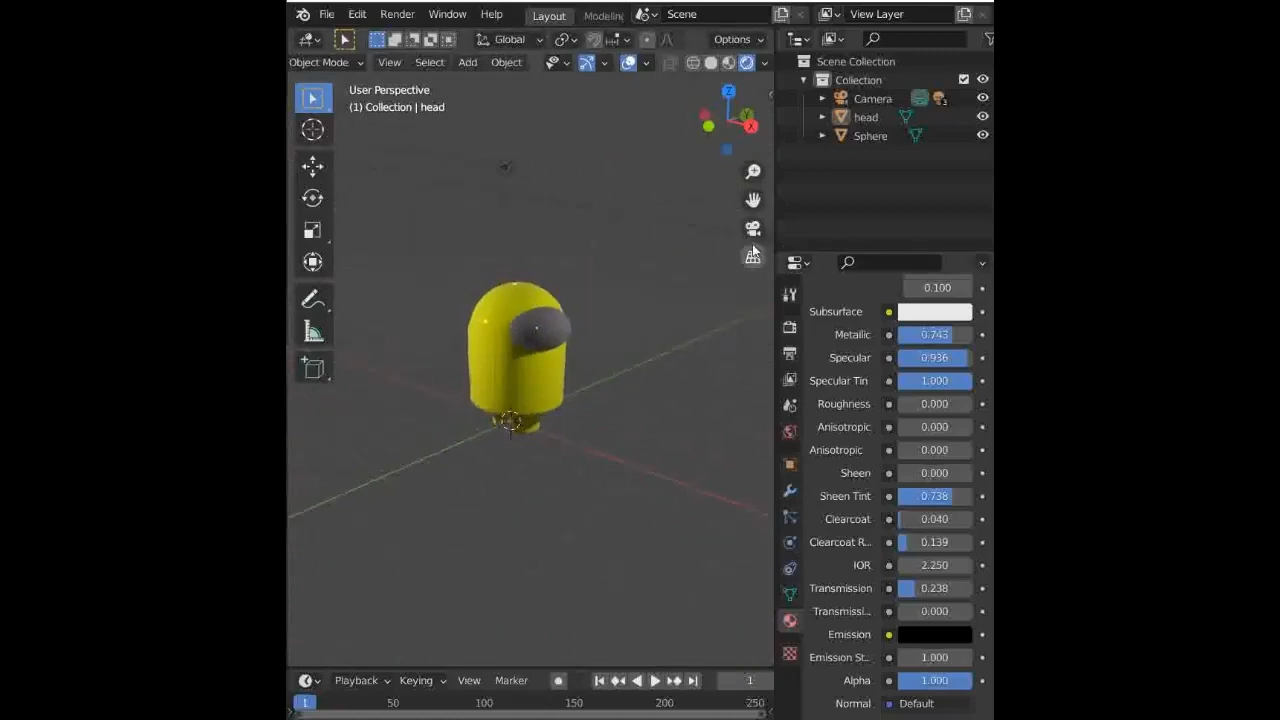 File Edit Render Window Help Layout Modeling Scene View Layer
Global Options
Object Mode View Select Add Object
User Perspective
(1) Collection | head
Z
Y
X
Scene Collection
Collection
Camera 3
head
Sphere
0.100
Subsurface
Metallic 0.743
Specular 0.936
Specular Tin 1.000
Roughness 0.000
Anisotropic 0.000
Anisotropic 0.000
Sheen 0.000
Sheen Tint 0.738
Clearcoat 0.040
Clearcoat R... 0.139
IOR 2.250
Transmission 0.238
Transmissi... 0.000
Emission
Emission St... 1.000
Alpha 1.000
Normal Default
Playback Keying View Marker 1
1 50 100 150 200 250